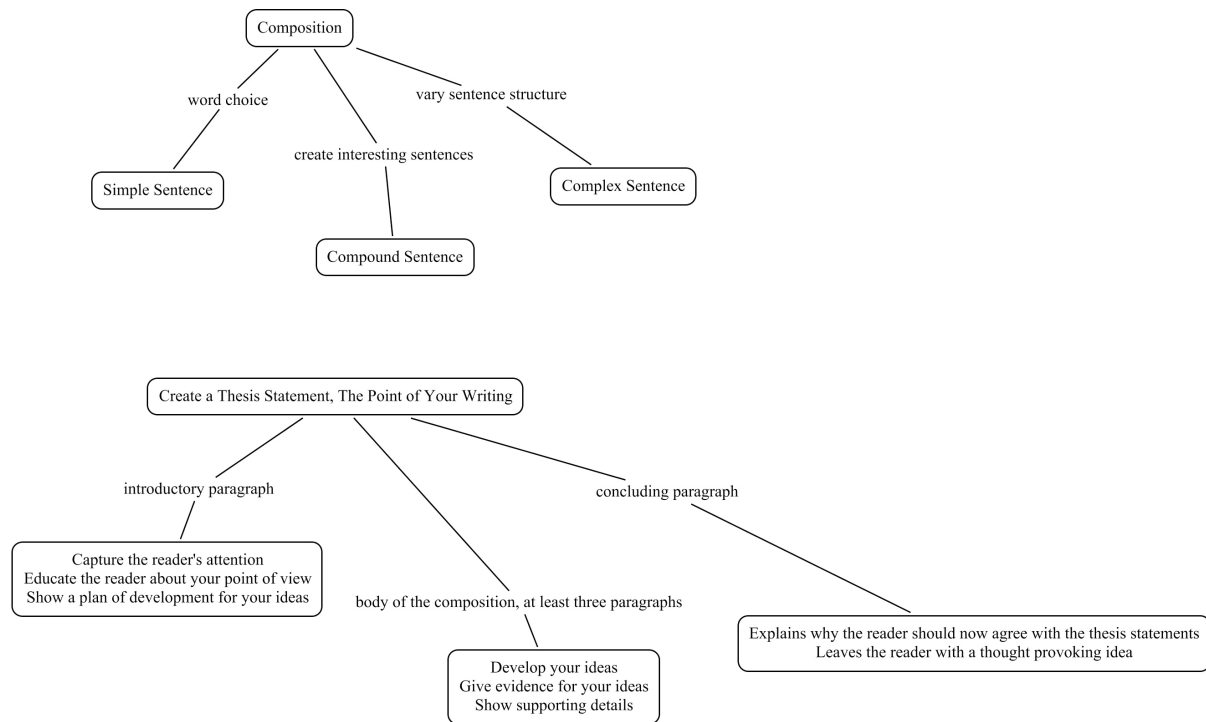 Composition
word choice
vary sentence structure
create interesting sentences
Simple Sentence
Complex Sentence
Compound Sentence
Create a Thesis Statement, The Point of Your Writing
introductory paragraph
concluding paragraph
Capture the reader's attention
Educate the reader about your point of view
Show a plan of development for your ideas
body of the composition, at least three paragraphs
Explains why the reader should now agree with the thesis statements
Leaves the reader with a thought provoking idea
Develop your ideas
Give evidence for your ideas
Show supporting details